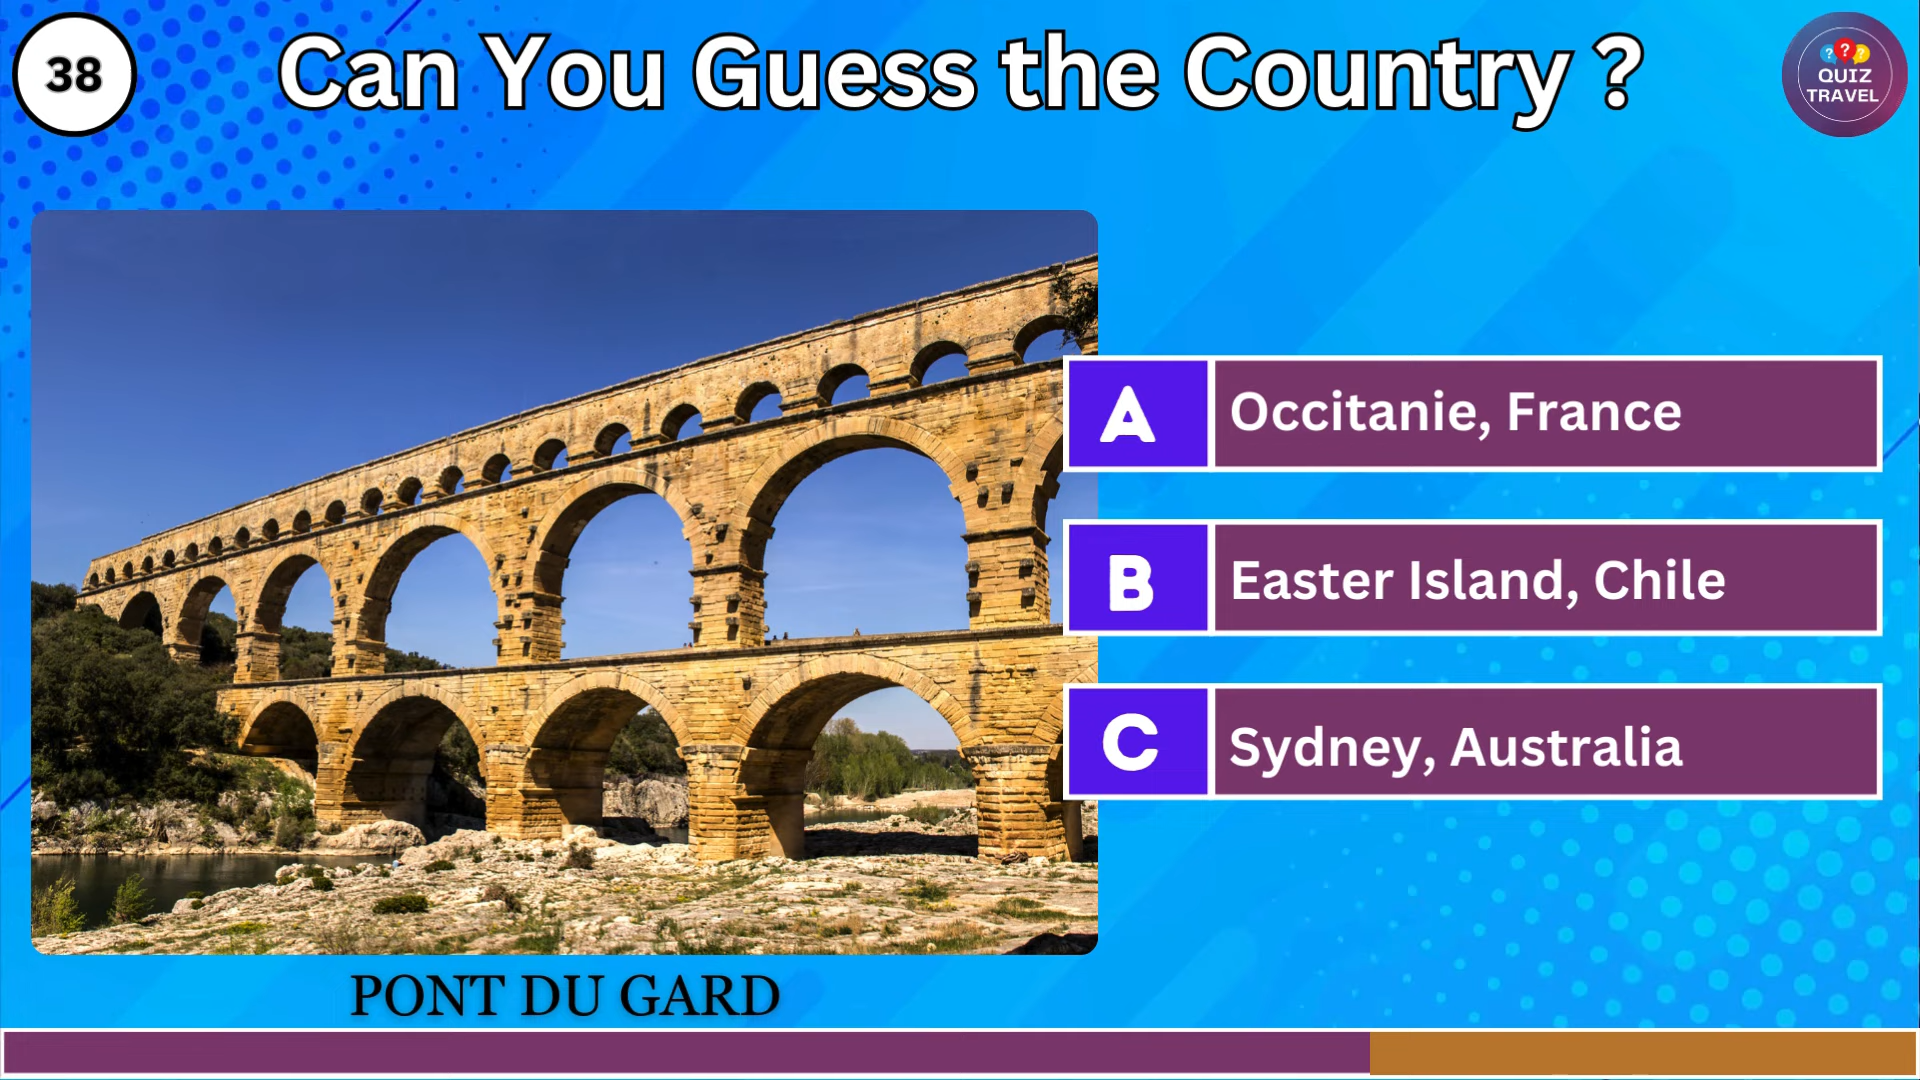 38
Can You Guess the Country ?
? ? ?
QUIZ
TRAVEL
A
Occitanie, France
B
Easter Island, Chile
C
Sydney, Australia
PONT DU GARD